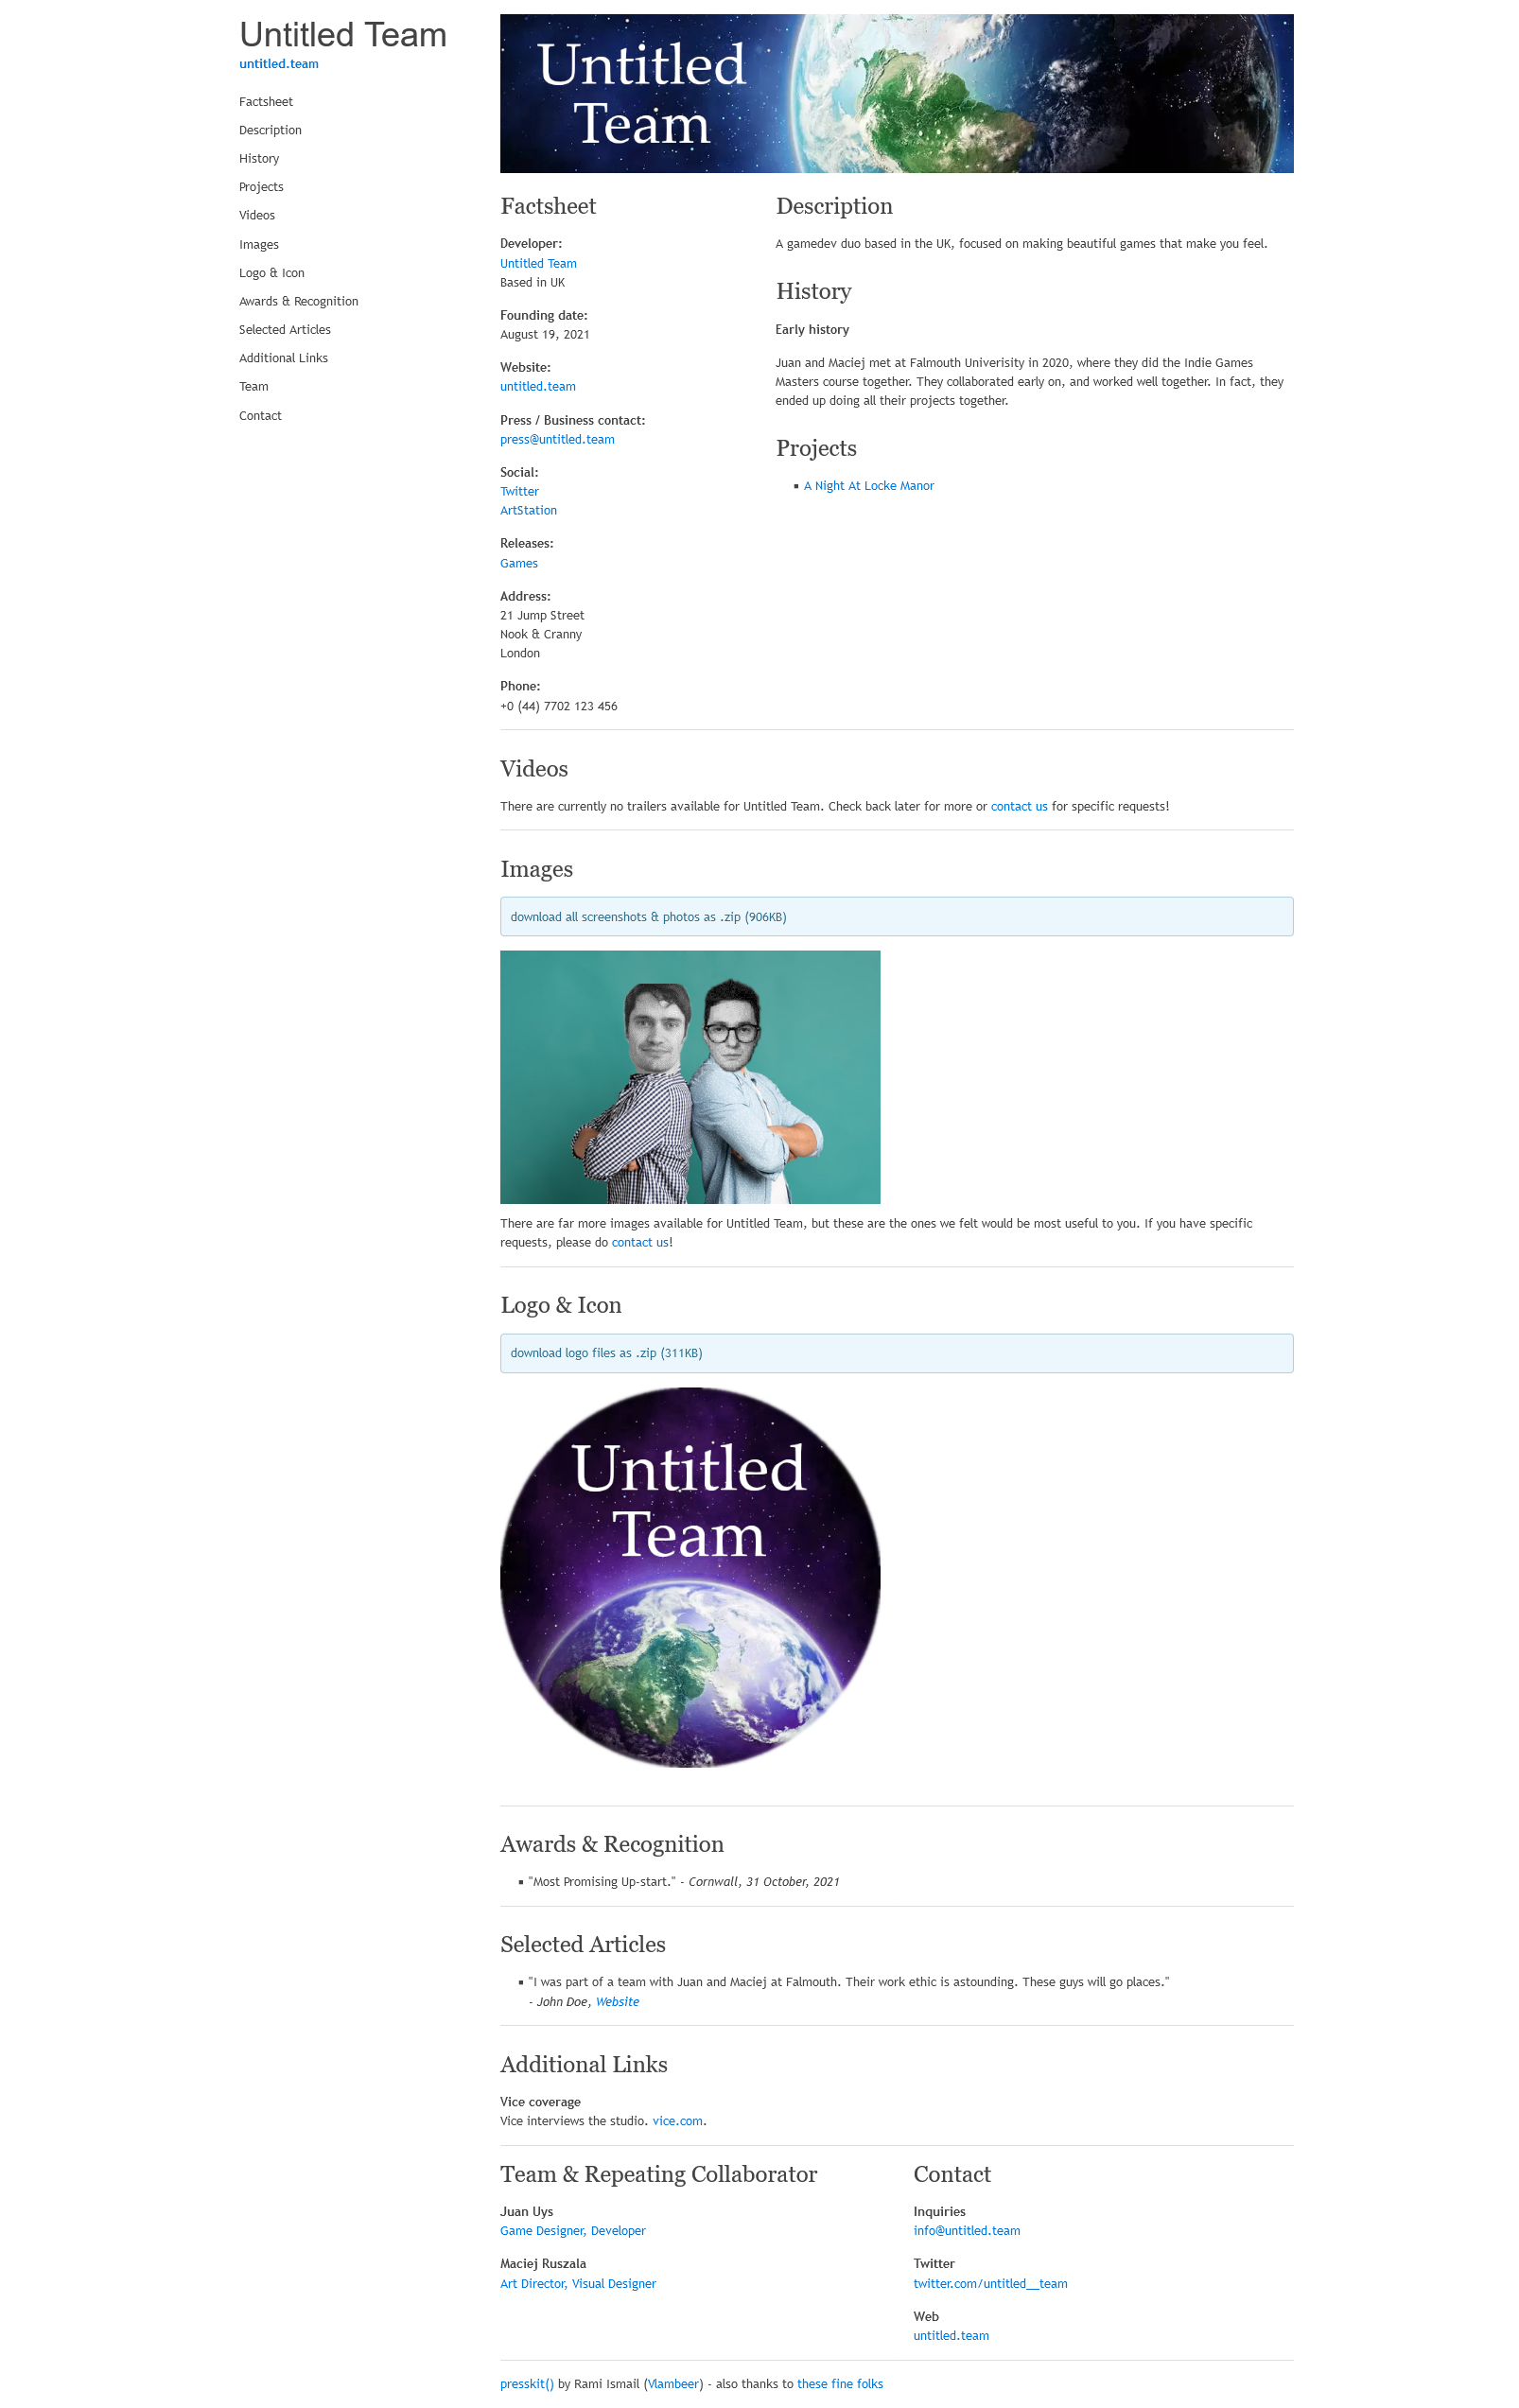 Untitled Team
untitled.team
Factsheet
Description
History
Projects
Videos
Images
Logo & Icon
Awards & Recognition
Selected Articles
Additional Links
Team
Contact
Untitled
Team
Factsheet
Developer:
Untitled Team
Based in UK
Founding date:
August 19, 2021
Website:
untitled.team
Press / Business contact:
press@untitled.team
Social:
Twitter
ArtStation
Releases:
Games
Address:
21 Jump Street
Nook & Cranny
London
Phone:
+0 (44) 7702 123 456
Description
A gamedev duo based in the UK, focused on making beautiful games that make you feel.
History
Early history
Juan and Maciej met at Falmouth Univerisity in 2020, where they did the Indie Games
Masters course together. They collaborated early on, and worked well together. In fact, they
ended up doing all their projects together.
Projects
▪ A Night At Locke Manor
Videos
There are currently no trailers available for Untitled Team. Check back later for more or contact us for specific requests!
Images
download all screenshots & photos as .zip (906KB)
There are far more images available for Untitled Team, but these are the ones we felt would be most useful to you. If you have specific
requests, please do contact us!
Logo & Icon
download logo files as .zip (311KB)
Untitled
Team
Awards & Recognition
▪ "Most Promising Up-start." - Cornwall, 31 October, 2021
Selected Articles
▪ "I was part of a team with Juan and Maciej at Falmouth. Their work ethic is astounding. These guys will go places."
- John Doe, Website
Additional Links
Vice coverage
Vice interviews the studio. vice.com.
Team & Repeating Collaborator
Juan Uys
Game Designer, Developer
Maciej Ruszala
Art Director, Visual Designer
Contact
Inquiries
info@untitled.team
Twitter
twitter.com/untitled__team
Web
untitled.team
presskit() by Rami Ismail (Vlambeer) - also thanks to these fine folks